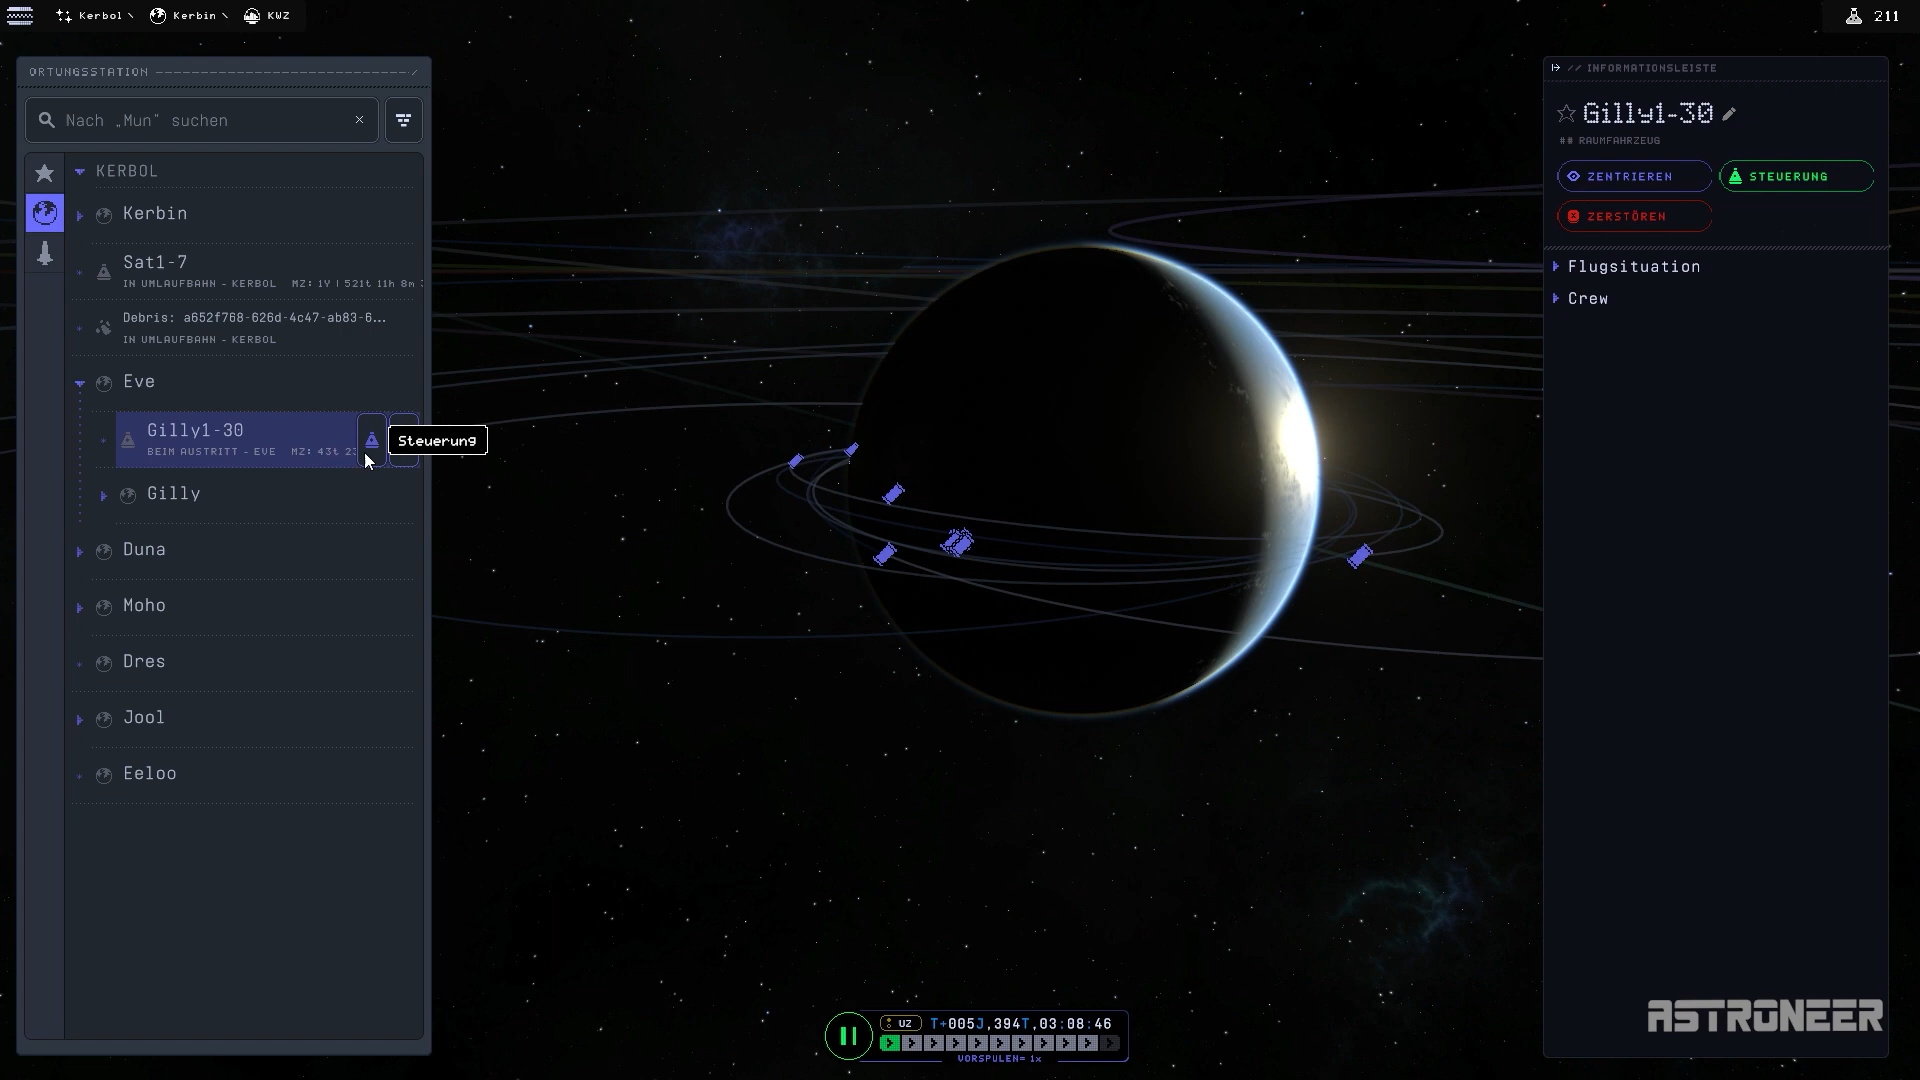 Kerbol \ Kerbin \ KWZ
211
ORTUNGSSTATION
Nach „Mun" suchen
KERBOL
Kerbin
Sat1-7
IN UMLAUFBAHN - KERBOL MZ: 1Y | 521t 11h 8m
Debris: a652f768-626d-4c47-ab83-6...
IN UMLAUFBAHN - KERBOL
Eve
Gilly1-30
BEIM AUSTRITT - EVE MZ: 43t 23
Steuerung
Gilly
Duna
Moho
Dres
Jool
Eeloo
// INFORMATIONSLEISTE
Gilly1-30
## RAUMFAHRZEUG
ZENTRIEREN
STEUERUNG
ZERSTÖREN
Flugsituation
Crew
UZ T+005J,394T,03:08:46
VORSPULEN= 1x
ASTRONEER